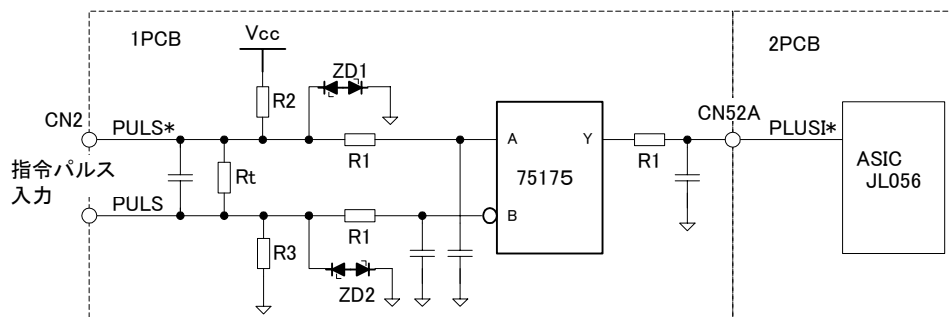 1PCB
2PCB
Vcc
ZD1
R2
CN2
PULS*
CN52A
PLUSI*
A
Y
R1
R1
指令パルス
入力
Rt
75175
ASIC
JL056
PULS
B
R1
R3
ZD2